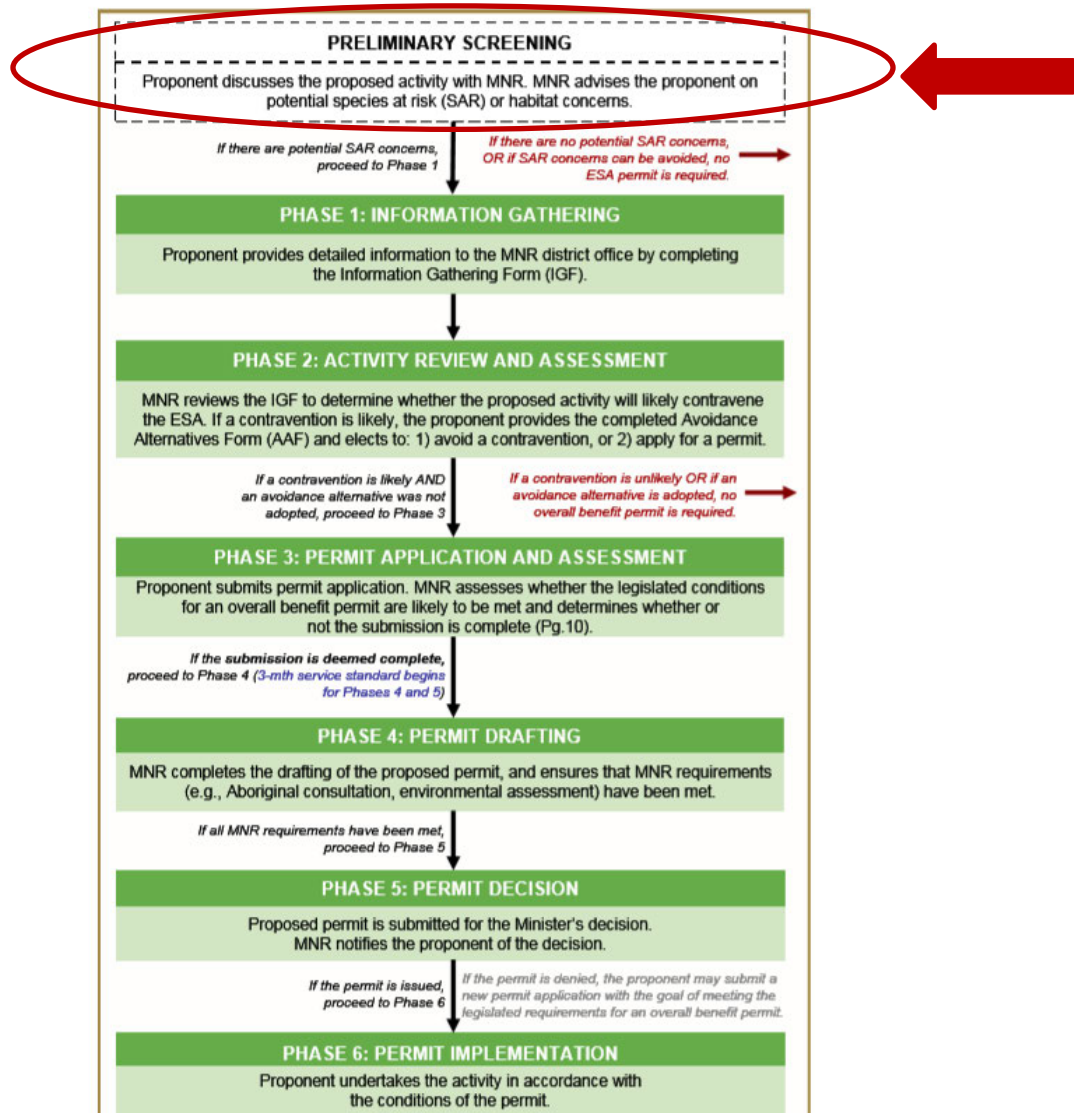 PRELIMINARY SCREENING
Proponent discusses the proposed activity with MNR. MNR advises the proponent on
potential species at risk (SAR) or habitat concerns.
If there are potential SAR concerns,
proceed to Phase 1
If there are no potential SAR concerns,
OR if SAR concerns can be avoided, no
ESA permit is required.
PHASE 1: INFORMATION GATHERING
Proponent provides detailed information to the MNR district office by completing
the Information Gathering Form (IGF).
PHASE 2: ACTIVITY REVIEW AND ASSESSMENT
MNR reviews the IGF to determine whether the proposed activity will likely contravene
the ESA. If a contravention is likely, the proponent provides the completed Avoidance
Alternatives Form (AAF) and elects to: 1) avoid a contravention, or 2) apply for a permit.
If a contravention is likely AND
an avoidance alternative was not
adopted, proceed to Phase 3
If a contravention is unlikely OR if an
avoidance alternative is adopted, no
overall benefit permit is required.
PHASE 3: PERMIT APPLICATION AND ASSESSMENT
Proponent submits permit application. MNR assesses whether the legislated conditions
for an overall benefit permit are likely to be met and determines whether or
not the submission is complete (Pg.10).
If the submission is deemed complete,
proceed to Phase 4 (3-mth service standard begins
for Phases 4 and 5)
PHASE 4: PERMIT DRAFTING
MNR completes the drafting of the proposed permit, and ensures that MNR requirements
(e.g., Aboriginal consultation, environmental assessment) have been met.
If all MNR requirements have been met,
proceed to Phase 5
PHASE 5: PERMIT DECISION
Proposed permit is submitted for the Minister's decision.
MNR notifies the proponent of the decision.
If the permit is issued,
proceed to Phase 6
If the permit is denied, the proponent may submit a
new permit application with the goal of meeting the
legislated requirements for an overall benefit permit.
PHASE 6: PERMIT IMPLEMENTATION
Proponent undertakes the activity in accordance with
the conditions of the permit.